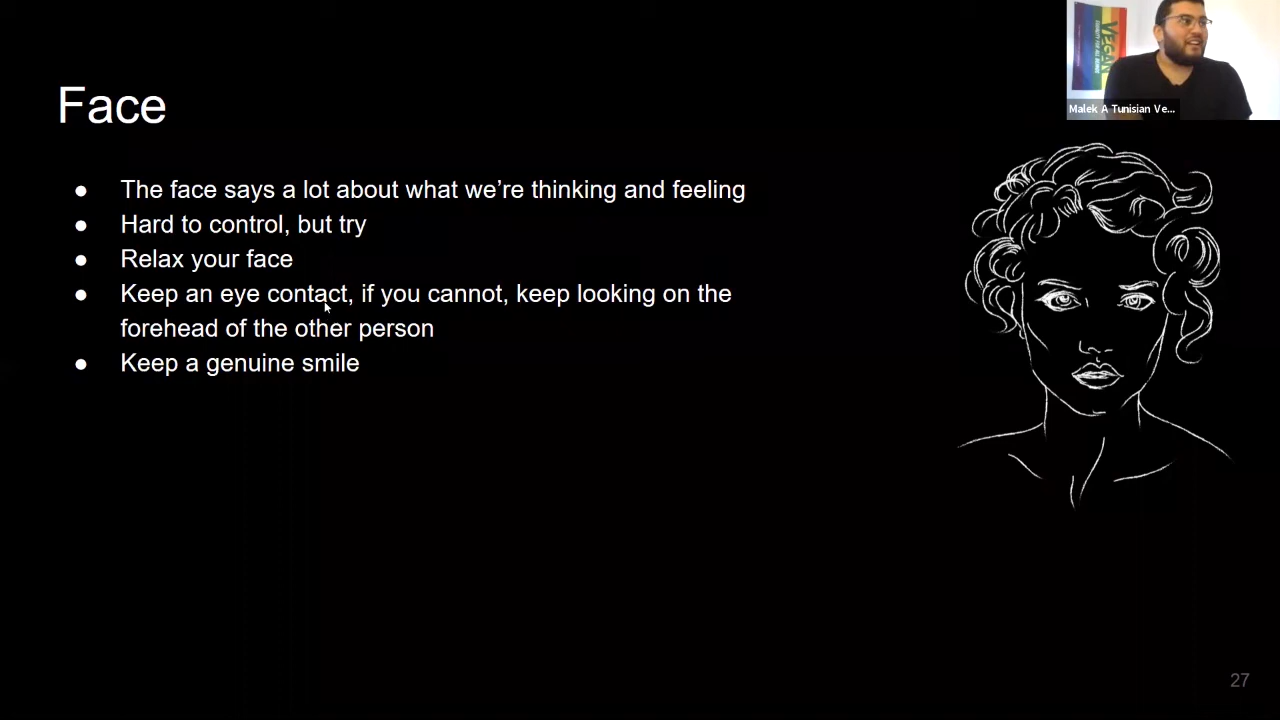 Face
● The face says a lot about what we’re thinking and feeling
● Hard to control, but try
● Relax your face
● Keep an eye contact, if you cannot, keep looking on the
forehead of the other person
● Keep a genuine smile
VEGAN
Malek A Tunisian Ve...
27